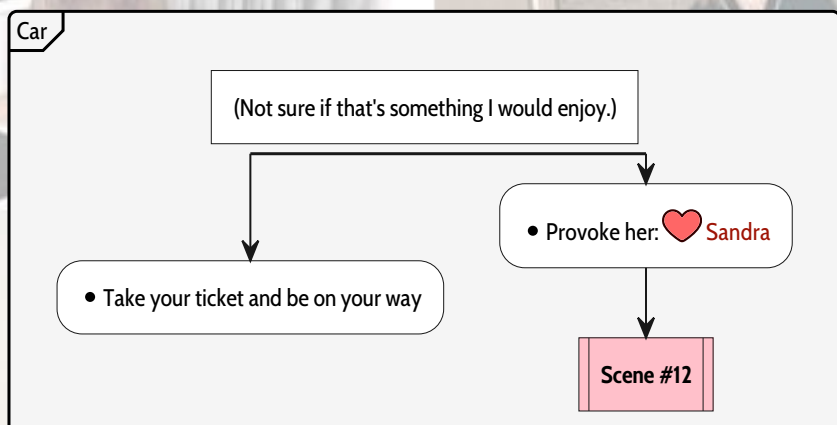 Car
(Not sure if that's something I would enjoy.)
• Provoke her: Sandra
• Take your ticket and be on your way
Scene #12